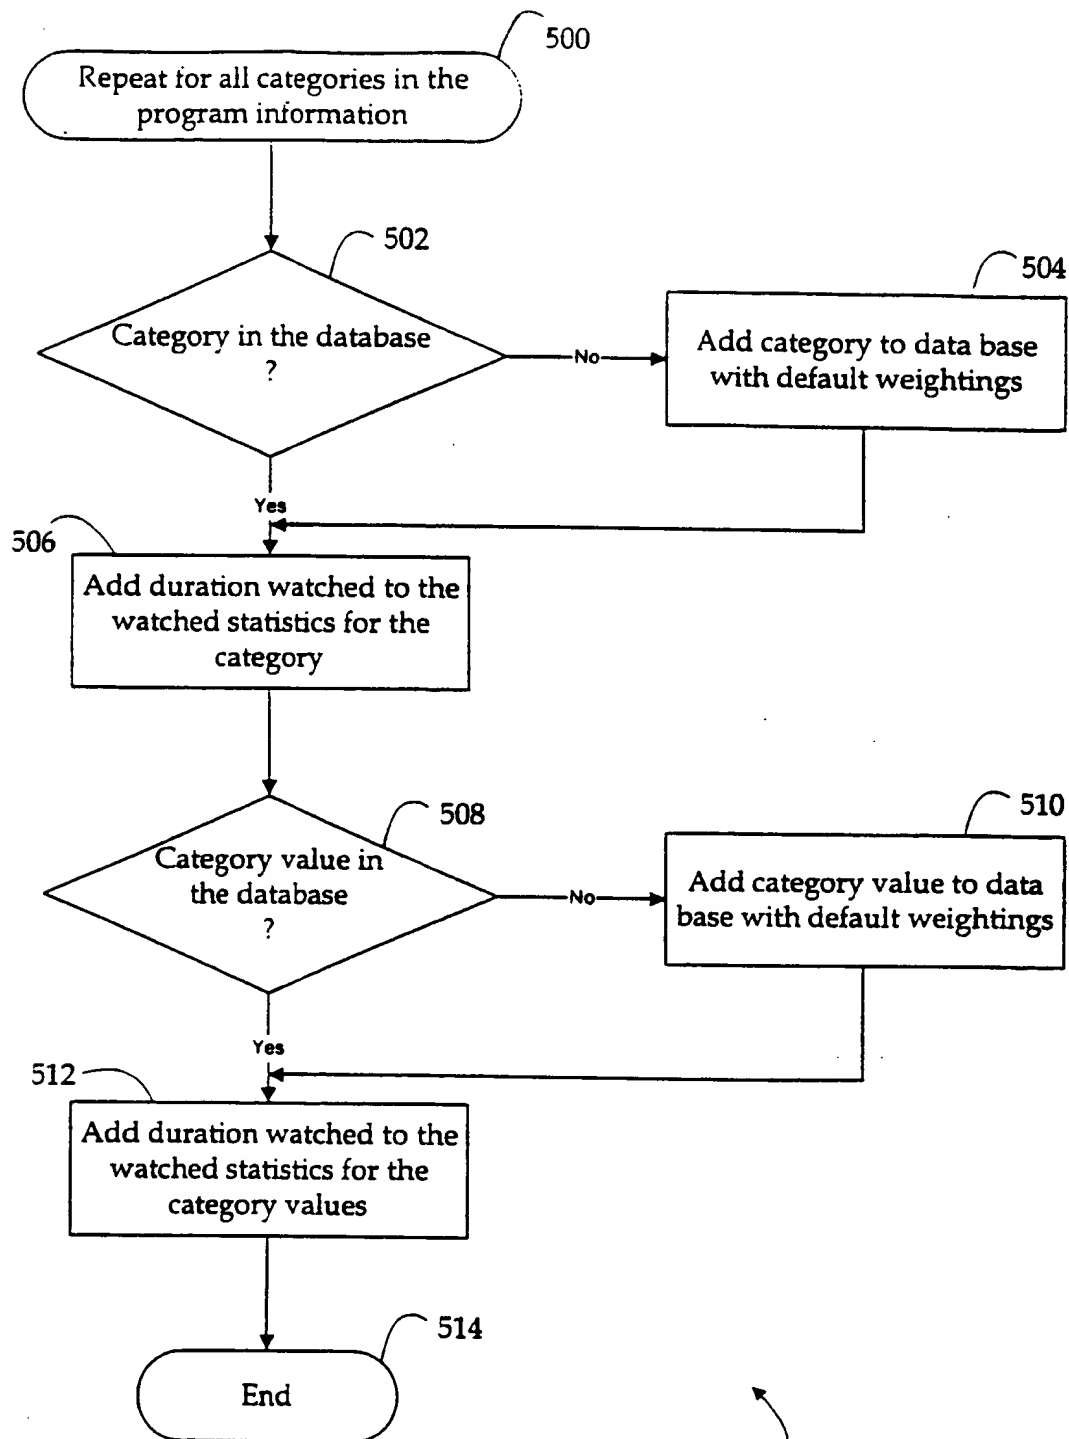 500
Repeat for all categories in the
program information
502
Category in the database
?
No
504
Add category to data base
with default weightings
Yes
506
Add duration watched to the
watched statistics for the
category
508
Category value in
the database
?
No
510
Add category value to data
base with default weightings
Yes
512
Add duration watched to the
watched statistics for the
category values
514
End